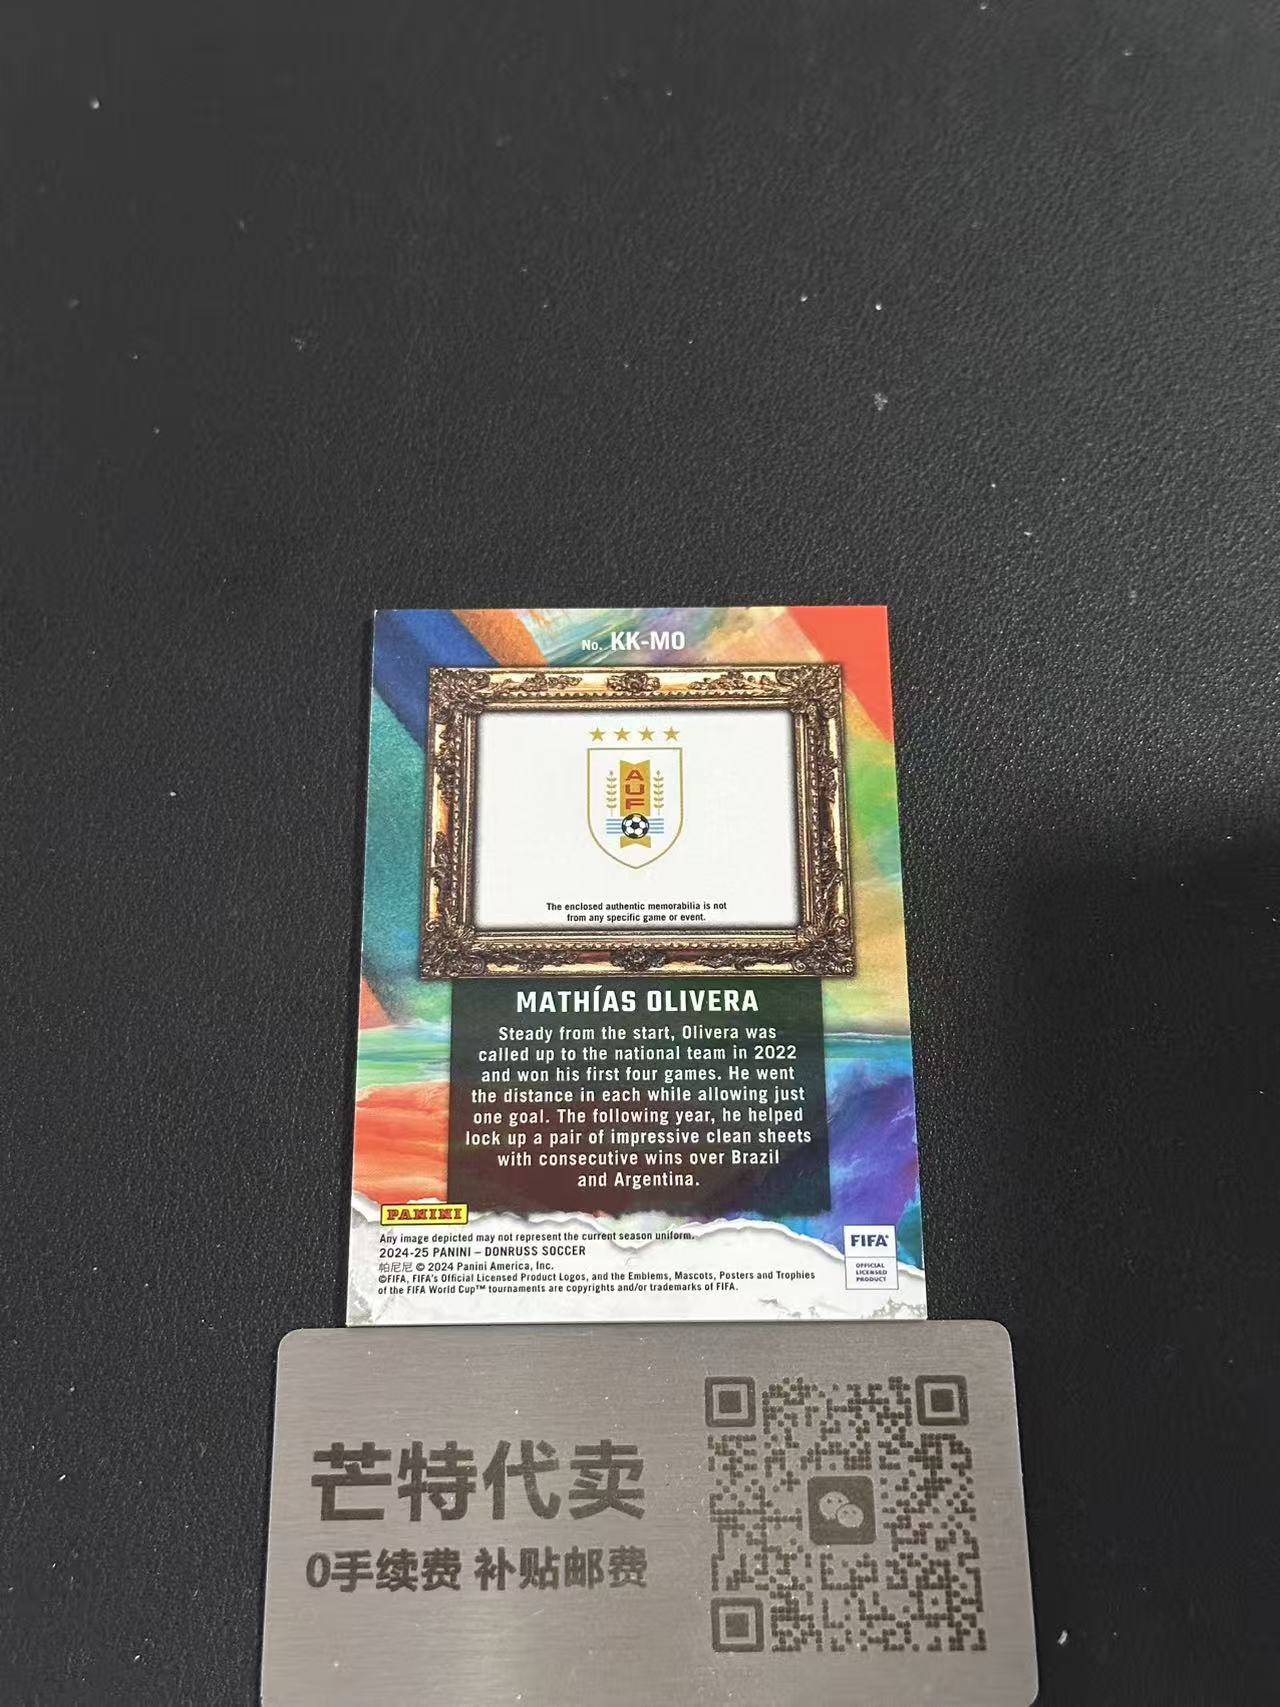 No. KK-MO
AUF
The enclosed authentic memorabilia is not
from any specific game or event.
MATHÍAS OLIVERA
Steady from the start, Olivera was
called up to the national team in 2022
and won his first four games. He went
the distance in each while allowing just
one goal. The following year, he helped
lock up a pair of impressive clean sheets
with consecutive wins over Brazil
and Argentina.
PANINI
Any image depicted may not represent the current season uniform.
2024-25 PANINI – DONRUSS SOCCER
帕尼尼 © 2024 Panini America, Inc.
©FIFA, FIFA's Official Licensed Product Logos, and the Emblems, Mascots, Posters and Trophies
of the FIFA World Cup™ tournaments are copyrights and/or trademarks of FIFA.
FIFA®
OFFICIAL
LICENSED
PRODUCT
芒特代卖
0手续费 补贴邮费